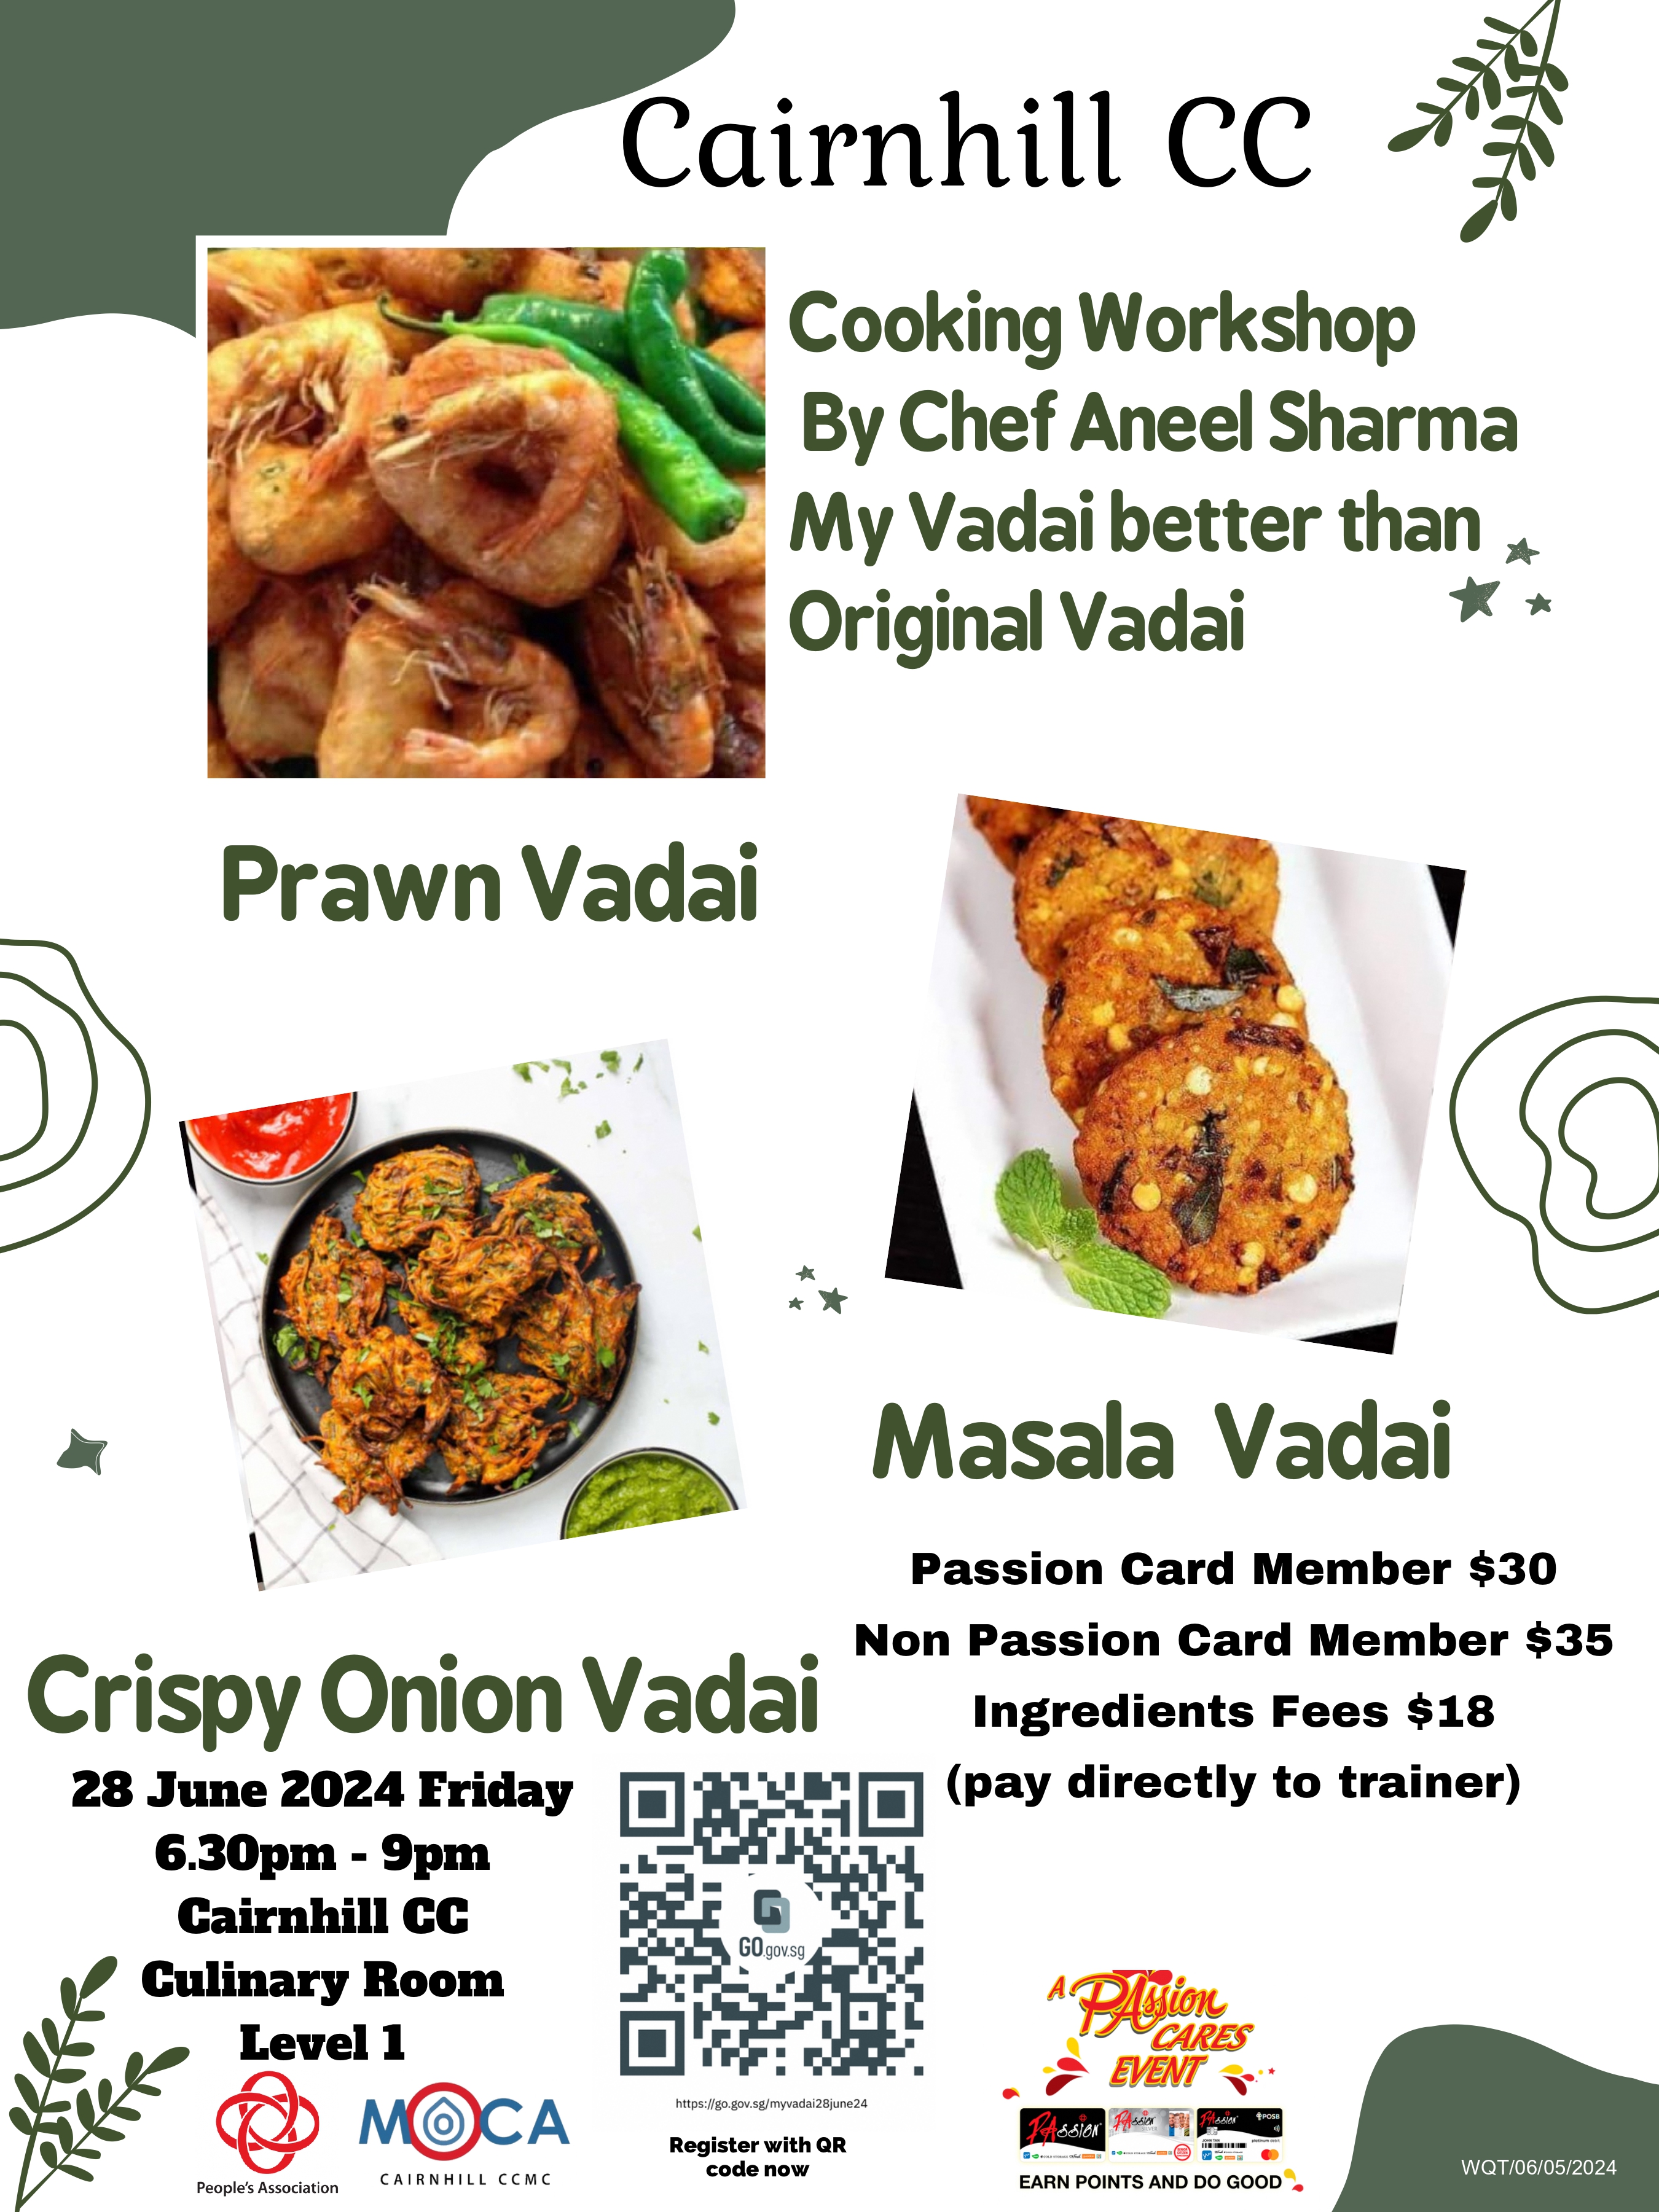 Cairnhill CC
Cooking Workshop
By Chef Aneel Sharma
My Vadai better than
Original Vadai
Prawn Vadai
Masala Vadai
Crispy Onion Vadai
Passion Card Member $30
Non Passion Card Member $35
Ingredients Fees $18
(pay directly to trainer)
28 June 2024 Friday
6.30pm - 9pm
Cairnhill CC
Culinary Room
Level 1
GO.gov.sg
https://go.gov.sg/myvadai28june24
Register with QR
code now
People's Association
MOCA
CAIRNHILL CCMC
A PAssion
CARES
EVENT
PAssion
PAssion
PAssion
POSB
EARN POINTS AND DO GOOD
WQT/06/05/2024